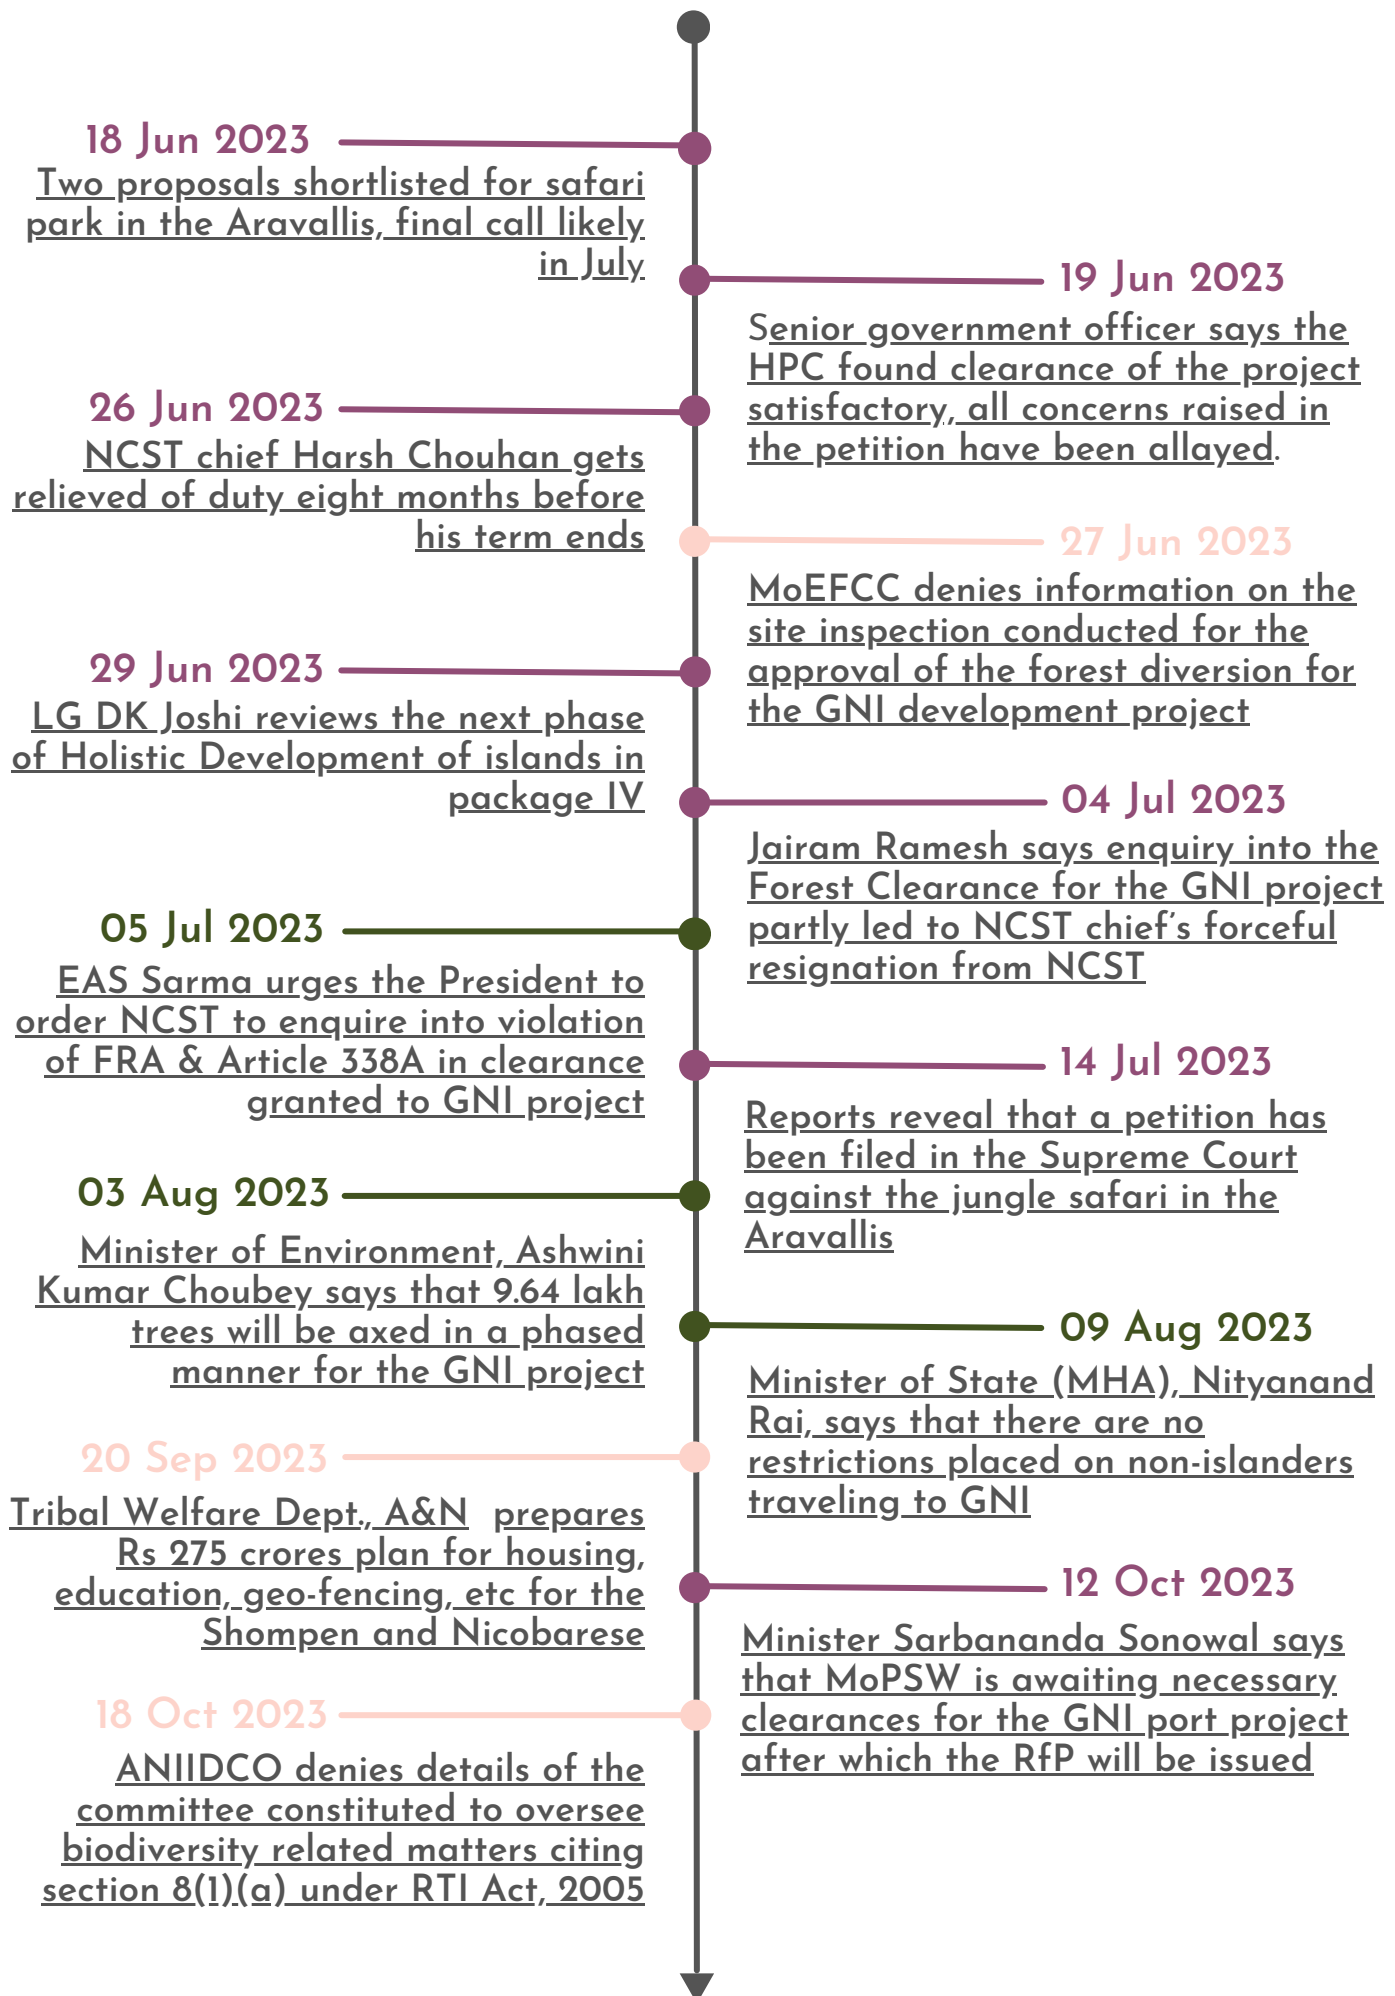 18 Jun 2023
Two proposals shortlisted for safari
park in the Aravallis, final call likely
in July
19 Jun 2023
Senior government officer says the
HPC found clearance of the project
satisfactory, all concerns raised in
the petition have been allayed.
26 Jun 2023
NCST chief Harsh Chouhan gets
relieved of duty eight months before
his term ends
27 Jun 2023
MoEFCC denies information on the
site inspection conducted for the
approval of the forest diversion for
the GNI development project
29 Jun 2023
LG DK Joshi reviews the next phase
of Holistic Development of islands in
package IV
04 Jul 2023
Jairam Ramesh says enquiry into the
Forest Clearance for the GNI project
partly led to NCST chief's forceful
resignation from NCST
05 Jul 2023
EAS Sarma urges the President to
order NCST to enquire into violation
of FRA & Article 338A in clearance
granted to GNI project
14 Jul 2023
Reports reveal that a petition has
been filed in the Supreme Court
against the jungle safari in the
Aravallis
03 Aug 2023
Minister of Environment, Ashwini
Kumar Choubey says that 9.64 lakh
trees will be axed in a phased
manner for the GNI project
09 Aug 2023
Minister of State (MHA), Nityanand
Rai, says that there are no
restrictions placed on non-islanders
traveling to GNI
20 Sep 2023
Tribal Welfare Dept., A&N prepares
Rs 275 crores plan for housing,
education, geo-fencing, etc for the
Shompen and Nicobarese
12 Oct 2023
Minister Sarbananda Sonowal says
that MoPSW is awaiting necessary
clearances for the GNI port project
after which the RfP will be issued
18 Oct 2023
ANIIDCO denies details of the
committee constituted to oversee
biodiversity related matters citing
section 8(1)(a) under RTI Act, 2005